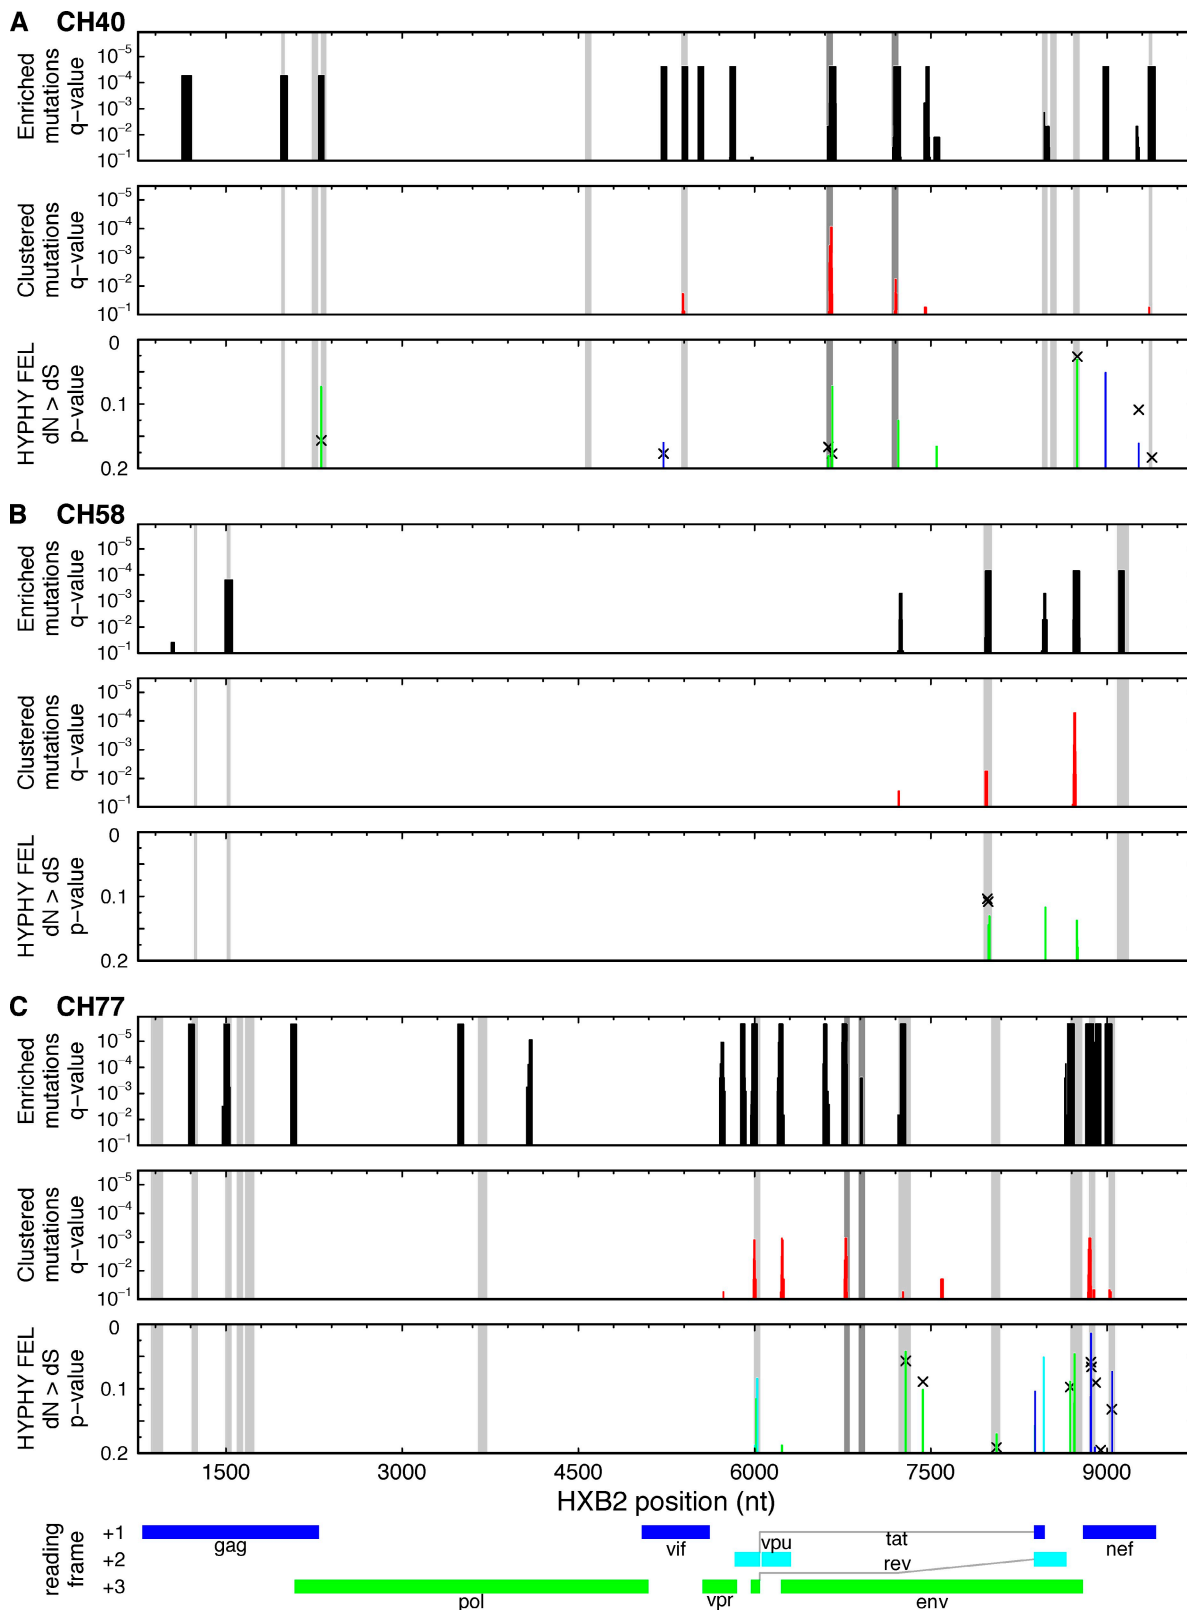 A CH40
Enriched
mutations
q−value
10−5
10−4
10−3
10−2
10−1
Clustered
mutations
q−value
10−5
10−4
10−3
10−2
10−1
HYPHY FEL
dN > dS
p−value
0
0.1
0.2
B CH58
Enriched
mutations
q−value
10−5
10−4
10−3
10−2
10−1
Clustered
mutations
q−value
10−5
10−4
10−3
10−2
10−1
HYPHY FEL
dN > dS
p−value
0
0.1
0.2
C CH77
Enriched
mutations
q−value
10−5
10−4
10−3
10−2
10−1
Clustered
mutations
q−value
10−5
10−4
10−3
10−2
10−1
HYPHY FEL
dN > dS
p−value
0
0.1
0.2
1500 3000 4500 6000 7500 9000
HXB2 position (nt)
reading
frame
+1
+2
+3
gag vif tat nef
vpu rev
pol vpr env